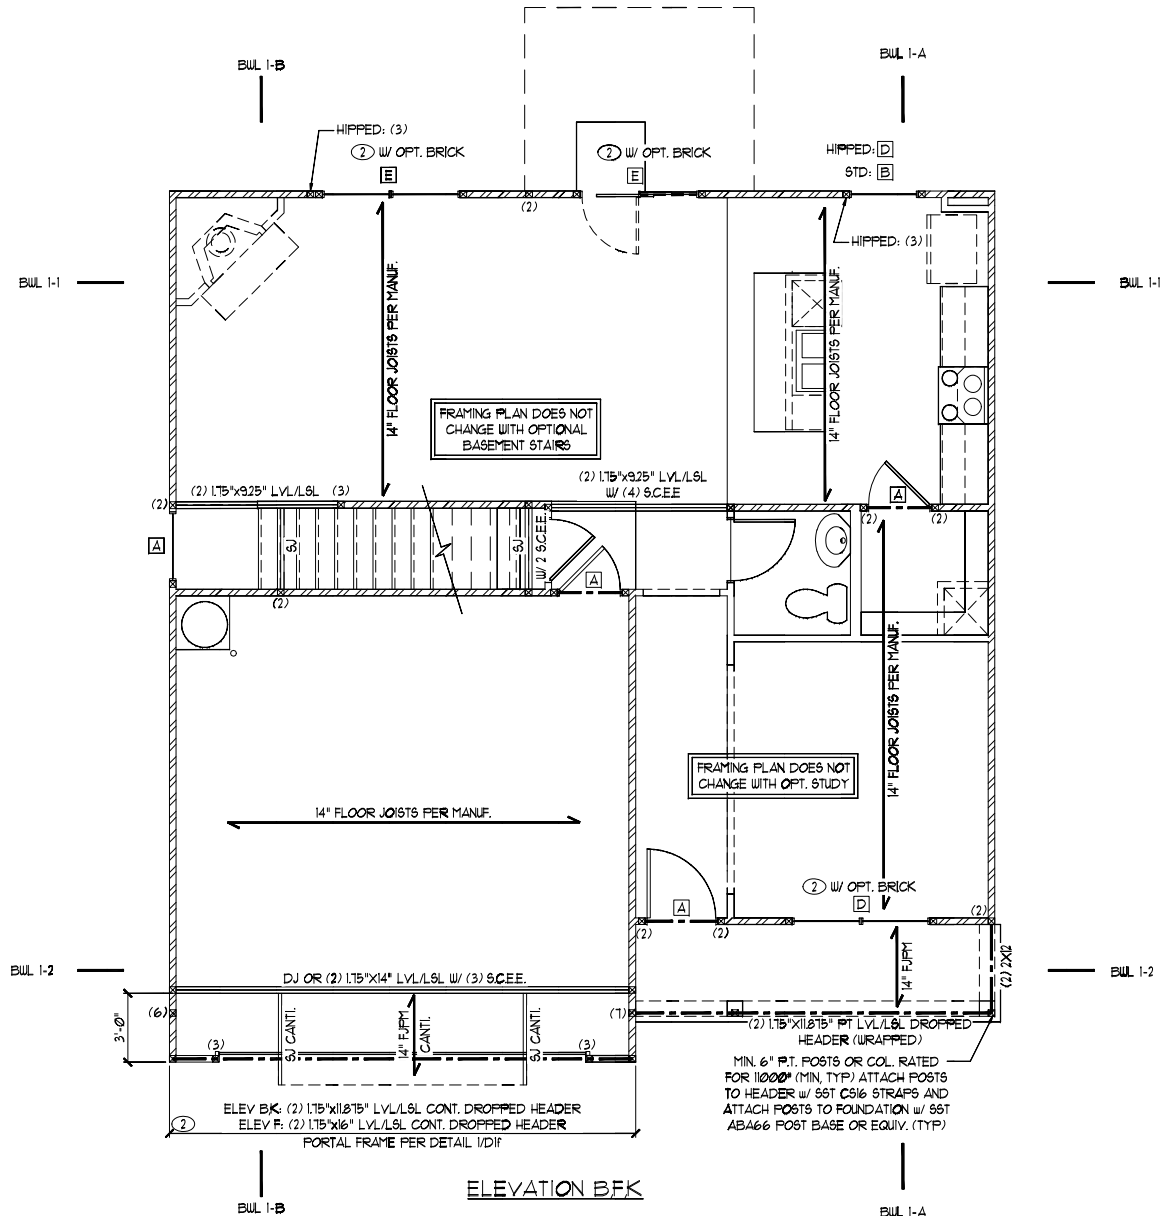 BWL 1-B
BWL 1-A
HIPPED: (3)
2 W/ OPT. BRICK
E
2 W/ OPT. BRICK
E
HIPPED: D
STD: B
(2)
HIPPED: (3)
BWL 1-1
BWL 1-1
14" FLOOR JOISTS PER MANUF.
14" FLOOR JOISTS PER MANUF.
FRAMING PLAN DOES NOT
CHANGE WITH OPTIONAL
BASEMENT STAIRS
(2) 1.75"x9.25" LVL/LSL
W/ (4) S.C.E.E
(2)
(2) 1.75"x9.25" LVL/LSL
(3)
A
(2)
(2)
A
SJ
SJ
W/ 2 S.C.E.E.
A
(2)
14" FLOOR JOISTS PER MANUF.
FRAMING PLAN DOES NOT
CHANGE WITH OPT. STUDY
14" FLOOR JOISTS PER MANUF.
2 W/ OPT. BRICK
D
A
(2)
(2)
(2)
14" FJPM
(2) 2X12
BWL 1-2
BWL 1-2
DJ OR (2) 1.75"X14" LVL/LSL W/ (3) S.C.E.E.
3'-0"
(6)
(7)
(3)
(3)
SJ CANTI.
14" FJPM
CANTI.
SJ CANTI.
(2) 1.75"X11.875" PT LVL/LSL DROPPED
HEADER (WRAPPED)
MIN. 6" P.T. POSTS OR COL. RATED
FOR 11000# (MIN, TYP) ATTACH POSTS
TO HEADER w/ SST CS16 STRAPS AND
ATTACH POSTS TO FOUNDATION w/ SST
ABA66 POST BASE OR EQUIV. (TYP)
ELEV B,K: (2) 1.75"x11.875" LVL/LSL CONT. DROPPED HEADER
2
ELEV F: (2) 1.75"x16" LVL/LSL CONT. DROPPED HEADER
PORTAL FRAME PER DETAIL 1/D1f
ELEVATION B,F,K
BWL 1-B
BWL 1-A